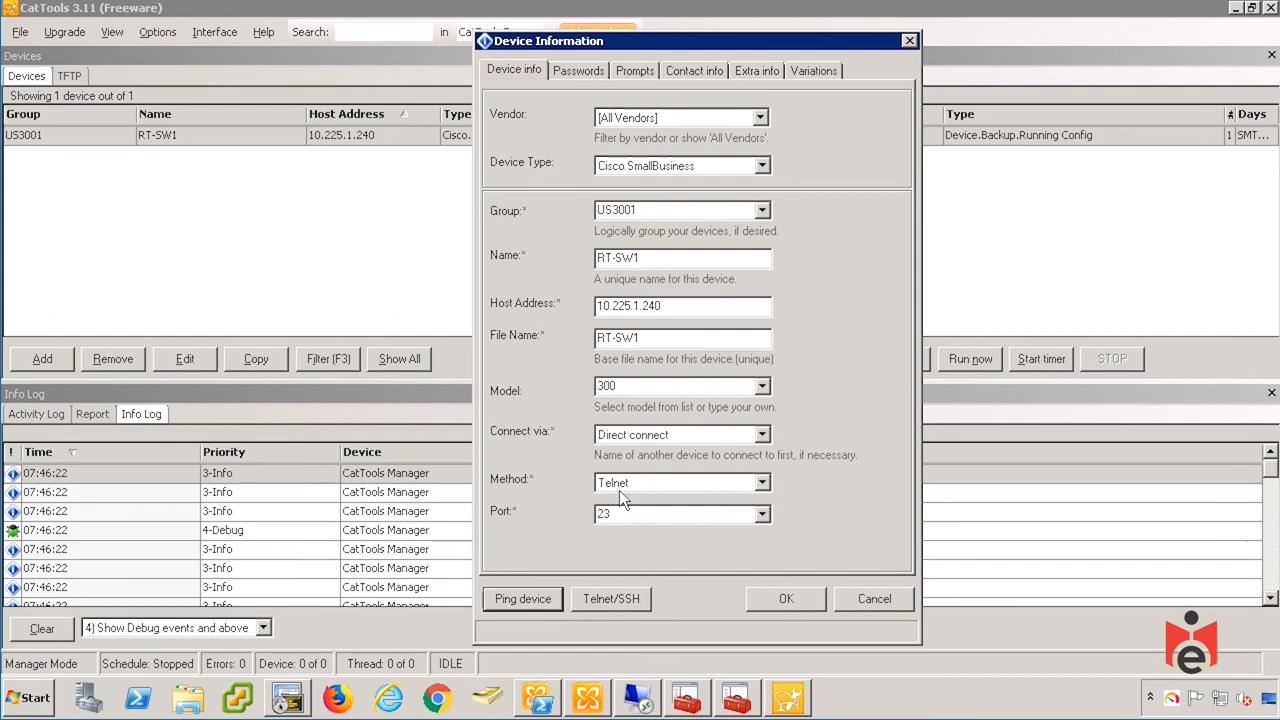 CatTools 3.11 (Freeware)
File Upgrade View Options Interface Help Search: in
Devices
Devices TFTP
Showing 1 device out of 1
Group Name Host Address Type
US3001 RT-SW1 10.225.1.240 Cisco.
Type # Days
Device.Backup.Running Config 1 SMT...
Add Remove Edit Copy Filter (F3) Show All
Run now Start timer STOP
Info Log
Activity Log Report Info Log
! Time Priority Device
07:46:22 3-Info CatTools Manager
07:46:22 3-Info CatTools Manager
07:46:22 3-Info CatTools Manager
07:46:22 4-Debug CatTools Manager
07:46:22 3-Info CatTools Manager
07:46:22 3-Info CatTools Manager
07:46:22 3-Info CatTools Manager
07:46:22 3-Info CatTools Manager
Clear 4) Show Debug events and above
Manager Mode Schedule: Stopped Errors: 0 Device: 0 of 0 Thread: 0 of 0 IDLE
Start
Device Information
Device info Passwords Prompts Contact info Extra info Variations
Vendor: [All Vendors]
Filter by vendor or show 'All Vendors'.
Device Type: Cisco.SmallBusiness
Group:* US3001
Logically group your devices, if desired.
Name:* RT-SW1
A unique name for this device.
Host Address:* 10.225.1.240
File Name:* RT-SW1
Base file name for this device.(unique)
Model: 300
Select model from list or type your own.
Connect via:* Direct connect
Name of another device to connect to first, if necessary.
Method:* Telnet
Port:* 23
Ping device Telnet/SSH OK Cancel